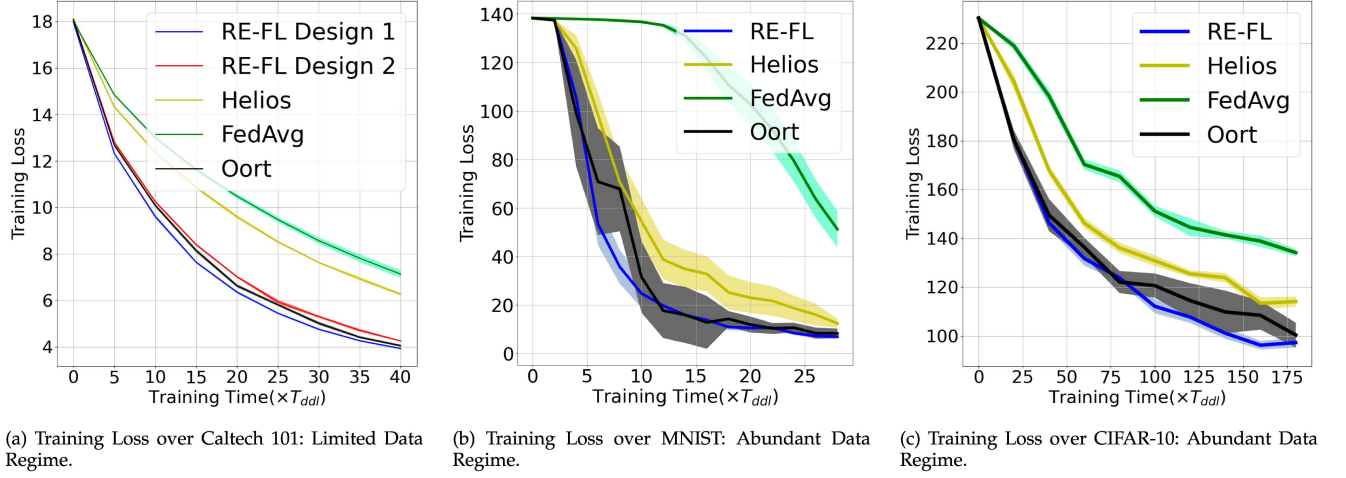 18
16
14
12
10
8
6
4
Training Loss
0 5 10 15 20 25 30 35 40
Training Time(×T_ddl)
RE-FL Design 1
RE-FL Design 2
Helios
FedAvg
Oort
(a) Training Loss over Caltech 101: Limited Data
Regime.
140
120
100
80
60
40
20
0
Training Loss
0 5 10 15 20 25
Training Time(×T_ddl)
RE-FL
Helios
FedAvg
Oort
(b) Training Loss over MNIST: Abundant Data
Regime.
220
200
180
160
140
120
100
Training Loss
0 25 50 75 100 125 150 175
Training Time(×T_ddl)
RE-FL
Helios
FedAvg
Oort
(c) Training Loss over CIFAR-10: Abundant Data
Regime.